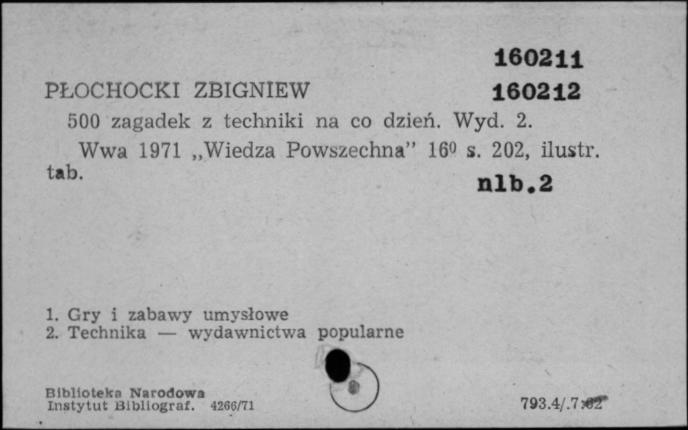 160211
PŁOCHOCKI ZBIGNIEW 160212
500 zagadek z techniki na co dzień. Wyd. 2.
Wwa 1971 „Wiedza Powszechna” 16⁰ s. 202, ilustr.
tab. nlb.2
1. Gry i zabawy umysłowe
2. Technika — wydawnictwa popularne
Biblioteka Narodowa
Instytut Bibliograf. 4266/71 793.4/.7:62